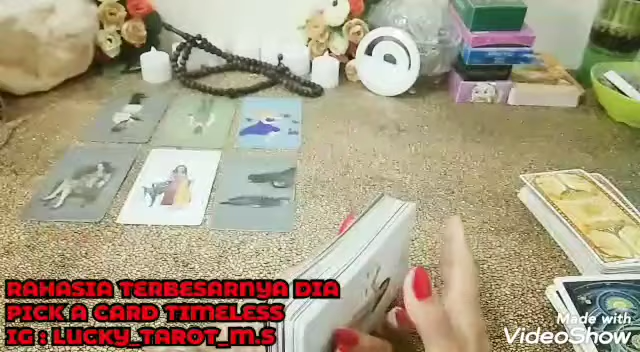 RAHASIA TERBESARNYA DIA
PICK A CARD TIMELESS
IG : LUCKY_TAROT_M.S
Made with
VideoShow